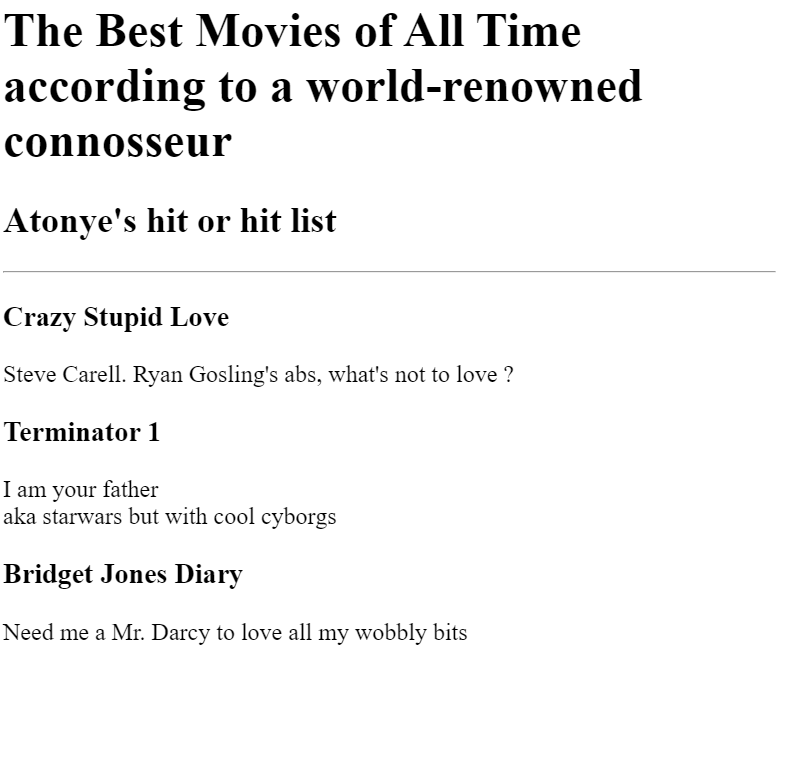 The Best Movies of All Time
according to a world-renowned
connosseur
Atonye's hit or hit list
Crazy Stupid Love
Steve Carell. Ryan Gosling's abs, what's not to love ?
Terminator 1
I am your father
aka starwars but with cool cyborgs
Bridget Jones Diary
Need me a Mr. Darcy to love all my wobbly bits